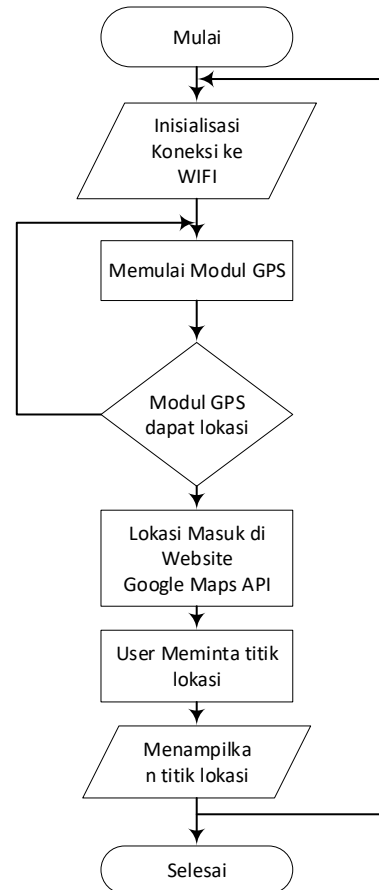 Mulai
Inisialisasi
Koneksi ke
WIFI
Memulai Modul GPS
Modul GPS
dapat lokasi
Lokasi Masuk di
Website
Google Maps API
User Meminta titik
lokasi
Menampilka
n titik lokasi
Selesai